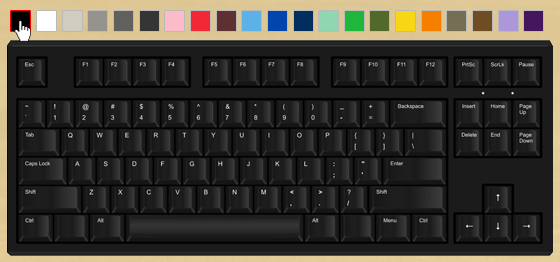 Esc F1 F2 F3 F4 F5 F6 F7 F8 F9 F10 F11 F12 PrtSc ScrLk Pause
~ ! @ # $ % ^ & * ( ) _ + Backspace Insert Home Page Up
` 1 2 3 4 5 6 7 8 9 0 - =
Tab Q W E R T Y U I O P { } | Delete End Page Down
[ ] \
Caps Lock A S D F G H J K L : " Enter
; '
Shift Z X C V B N M < > ? Shift ↑
, . /
Ctrl Alt Alt Menu Ctrl ← ↓ →